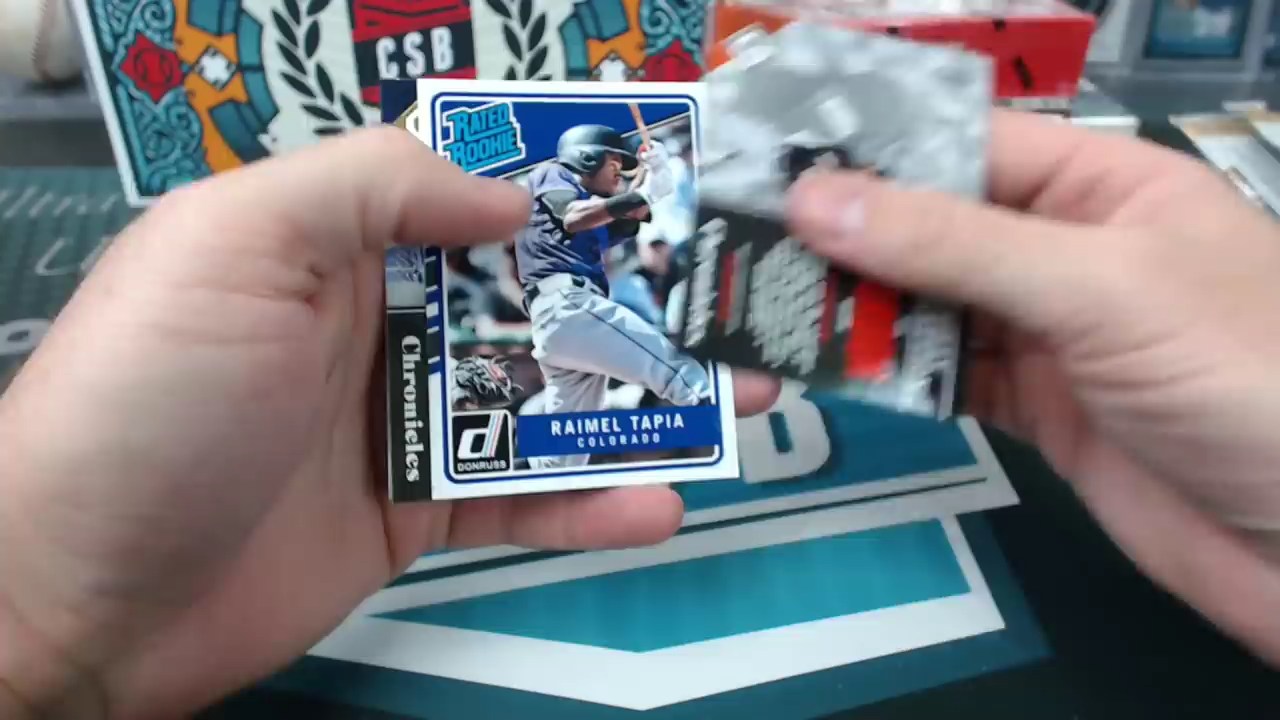 CSB
RATED
ROOKIE
Chronicles
RAIMEL TAPIA
COLORADO
d
DONRUSS
B